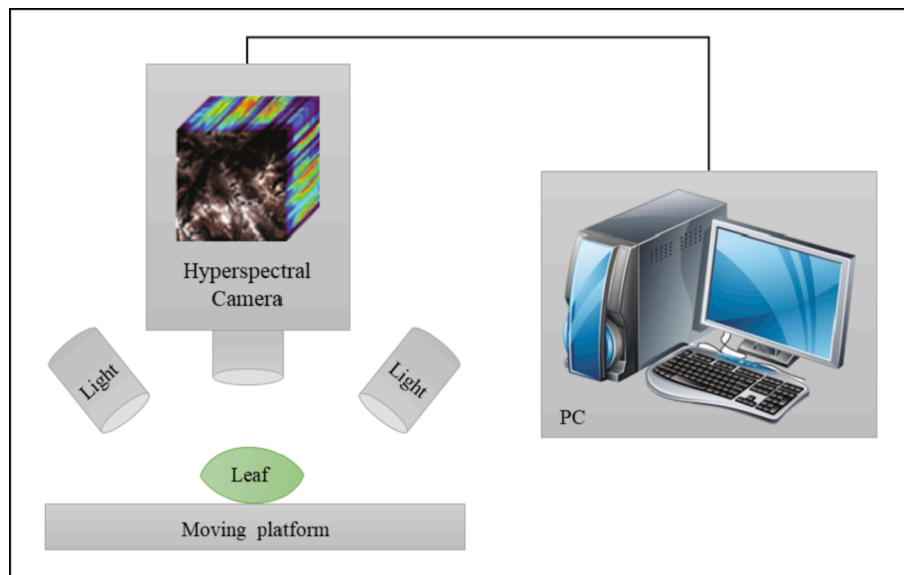 Hyperspectral
Camera
Light
Light
Leaf
Moving platform
PC